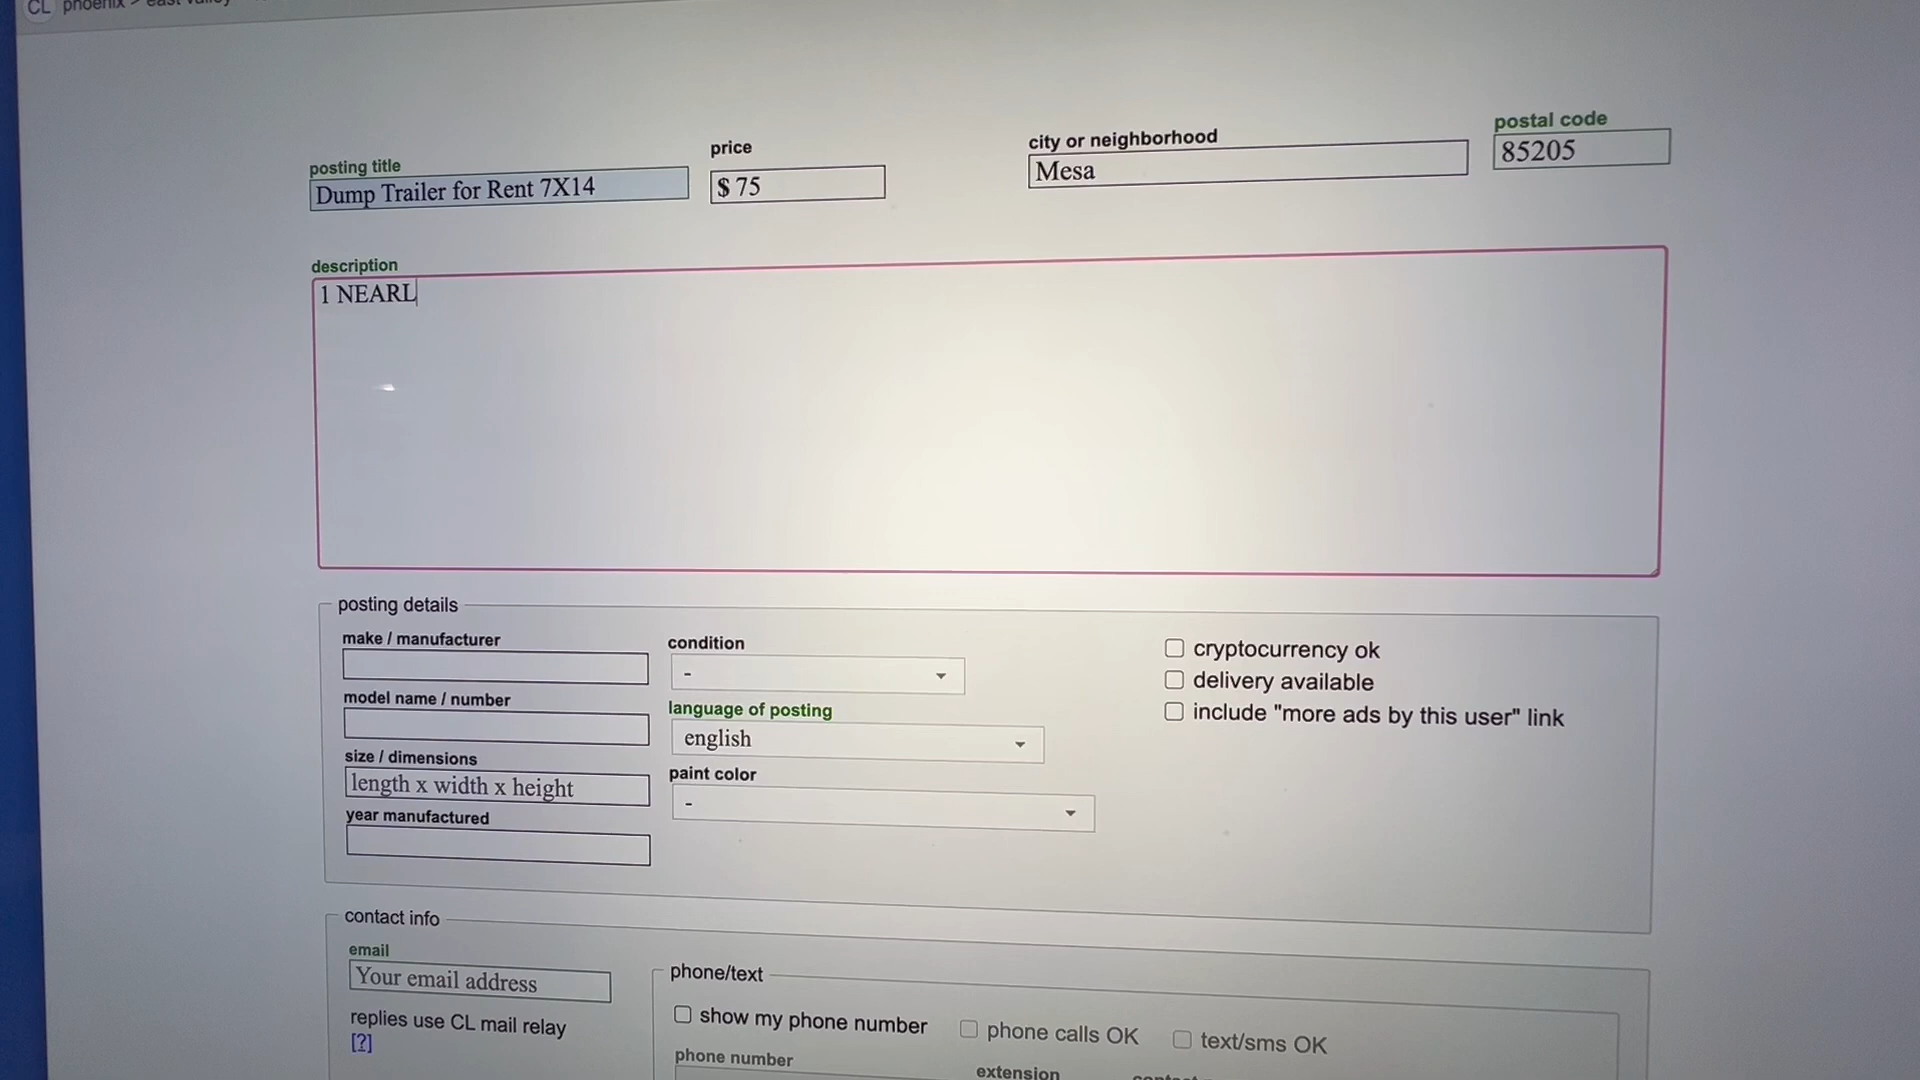 CL phoenix > east valley
posting title
Dump Trailer for Rent 7X14
price
$ 75
city or neighborhood
Mesa
postal code
85205
description
1 NEARL
posting details
make / manufacturer
model name / number
size / dimensions
length x width x height
year manufactured
condition
-
language of posting
english
paint color
-
cryptocurrency ok
delivery available
include "more ads by this user" link
contact info
email
Your email address
replies use CL mail relay
[?]
phone/text
show my phone number
phone calls OK
text/sms OK
phone number
extension